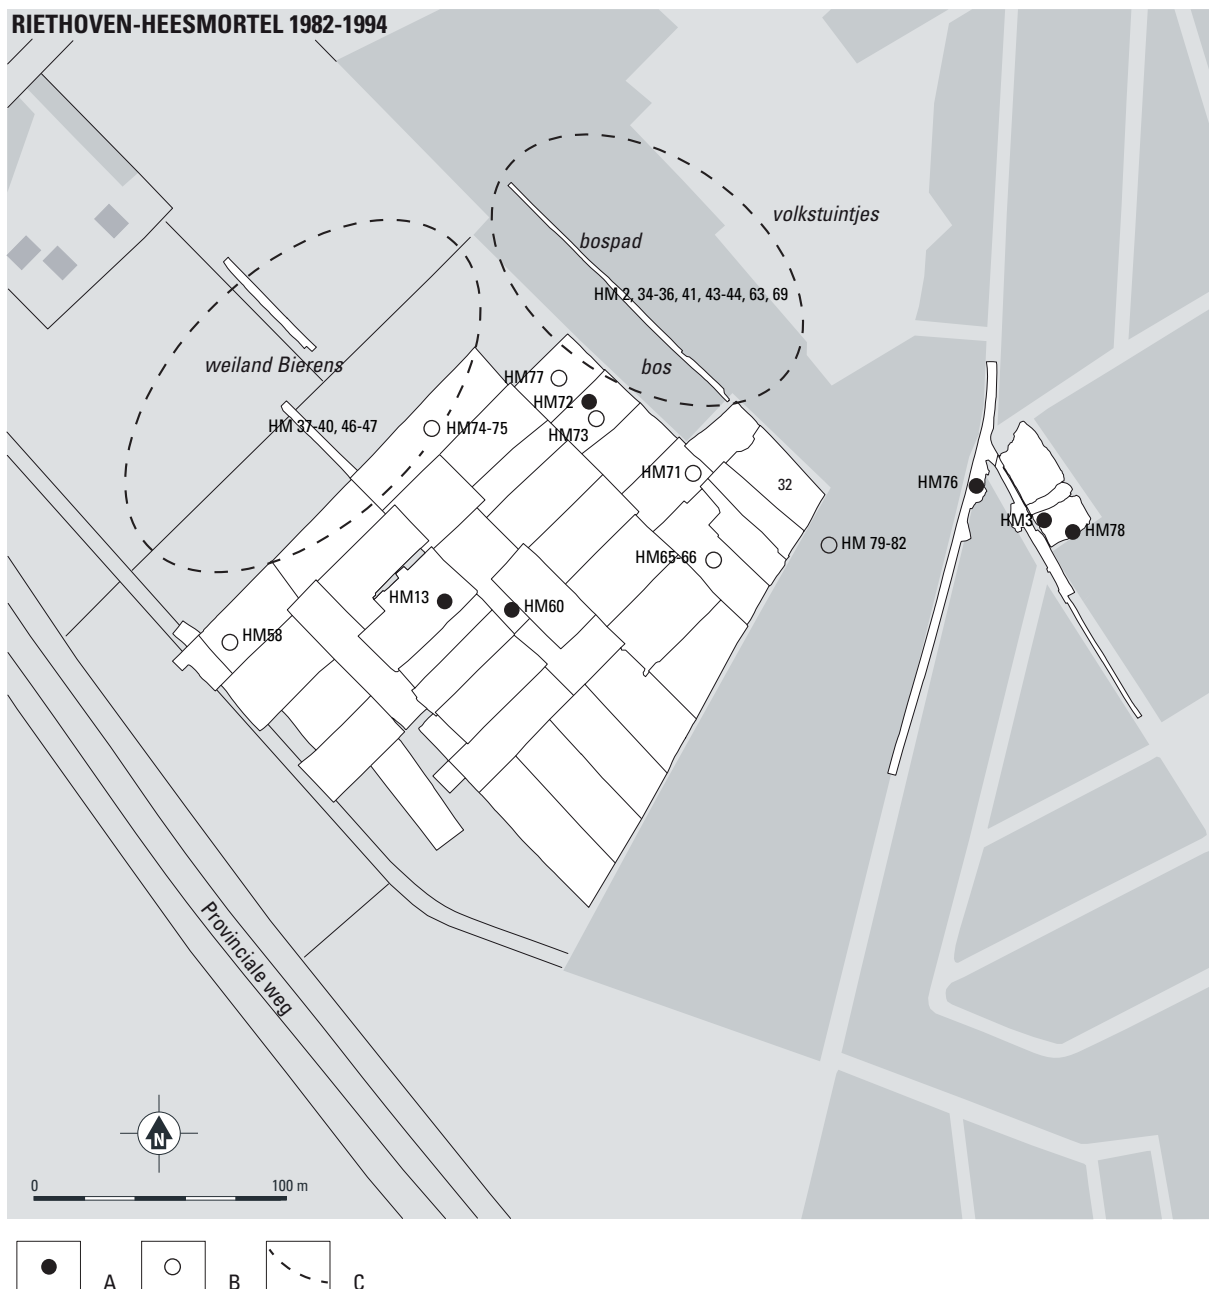 RIETHOVEN-HEESMORTEL 1982-1994
volkstuintjes
bospad
HM 2, 34-36, 41, 43-44, 63, 69
weiland Bierens
bos
HM77
HM72
HM 37-40, 46-47
HM74-75
HM73
HM71
HM76
32
HM3
HM78
HM 79-82
HM65-66
HM13
HM60
HM58
Provinciale weg
N
0 100 m
A B C